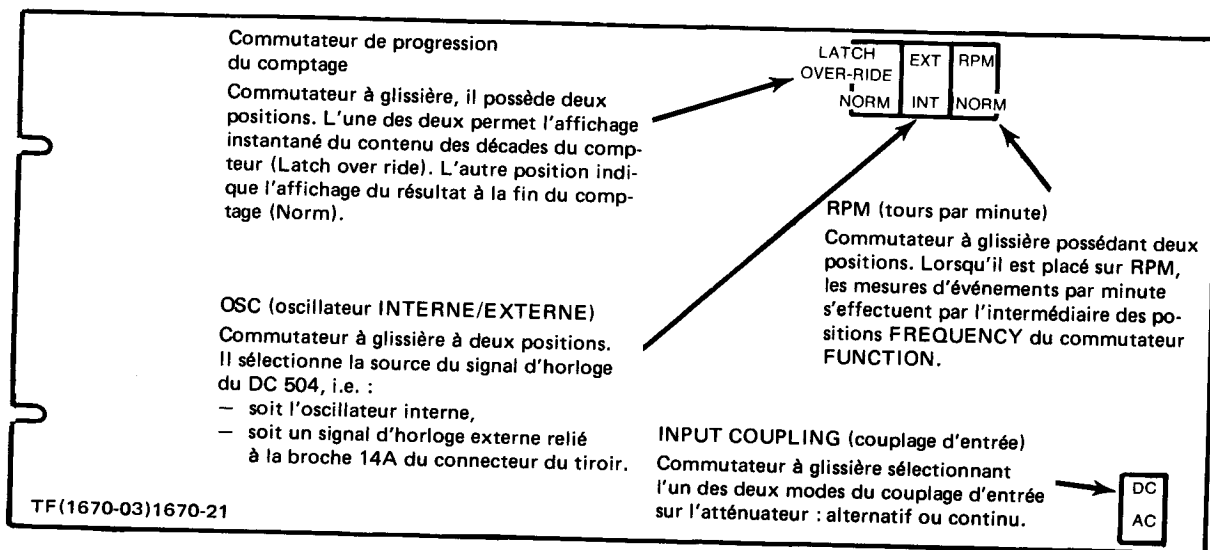 Commutateur de progression
du comptage
Commutateur à glissière, il possède deux
positions. L'une des deux permet l'affichage
instantané du contenu des décades du comp-
teur (Latch over ride). L'autre position indi-
que l'affichage du résultat à la fin du comp-
tage (Norm).
LATCH
OVER-RIDE
NORM
EXT
INT
RPM
NORM
RPM (tours par minute)
Commutateur à glissière possédant deux
positions. Lorsqu'il est placé sur RPM,
les mesures d'événements par minute
s'effectuent par l'intermédiaire des po-
sitions FREQUENCY du commutateur
FUNCTION.
OSC (oscillateur INTERNE/EXTERNE)
Commutateur à glissière à deux positions.
Il sélectionne la source du signal d'horloge
du DC 504, i.e. :
— soit l'oscillateur interne,
— soit un signal d'horloge externe relié
à la broche 14A du connecteur du tiroir.
INPUT COUPLING (couplage d'entrée)
Commutateur à glissière sélectionnant
l'un des deux modes du couplage d'entrée
sur l'atténuateur : alternatif ou continu.
DC
AC
TF(1670-03)1670-21